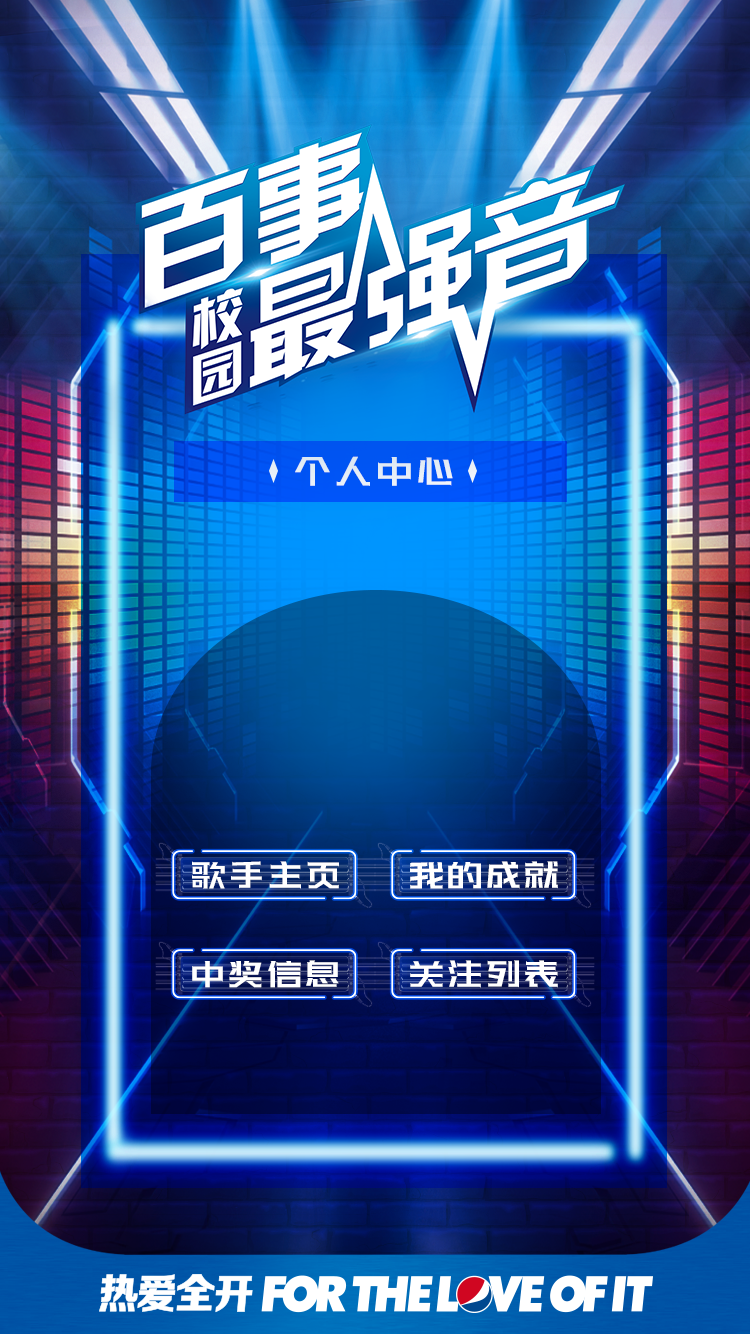 百事
校园
最强音
个人中心
歌手主页 我的成就
中奖信息 关注列表
热爱全开 FOR THE LOVE OF IT